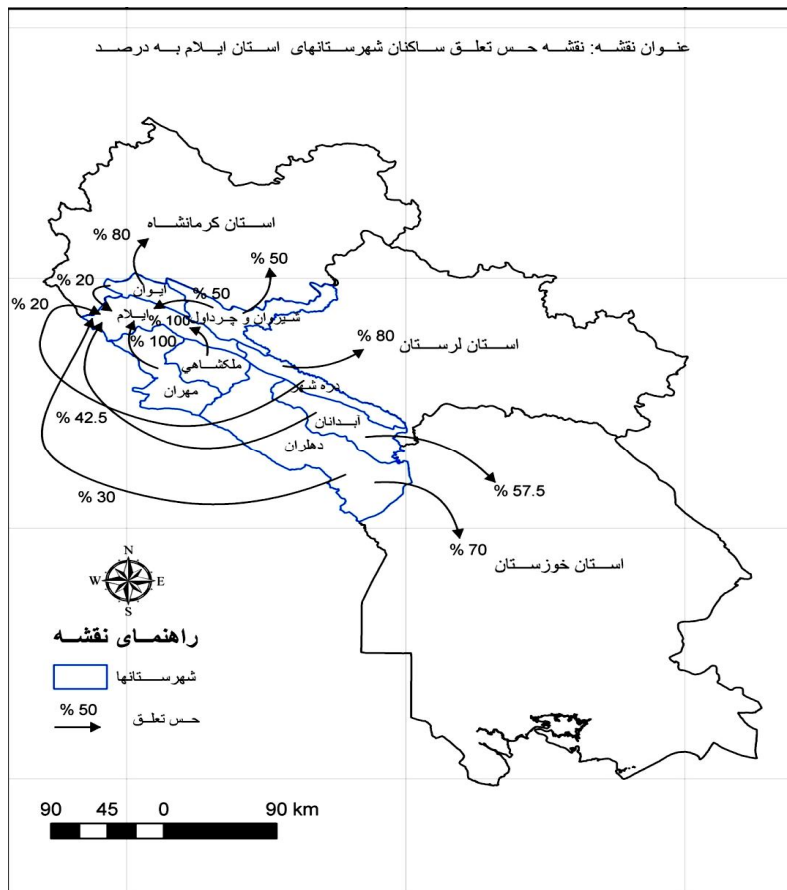 عنوان نقشه: نقشه حس تعلق ساکنان شهرستانهای استان ایلام به درصد
استان کرمانشاه
% 80
% 50
% 20
ایوان
% 50
% 20
ایلام
% 100
شیروان و چرداول
% 100
% 80
استان لرستان
ملکشاهي
مهران
دره شهر
% 42.5
آبدانان
دهلران
% 30
% 57.5
% 70
استان خوزستان
N
W
E
S
راهنمای نقشه
شهرستانها
% 50
حس تعلق
90 45 0 90 km